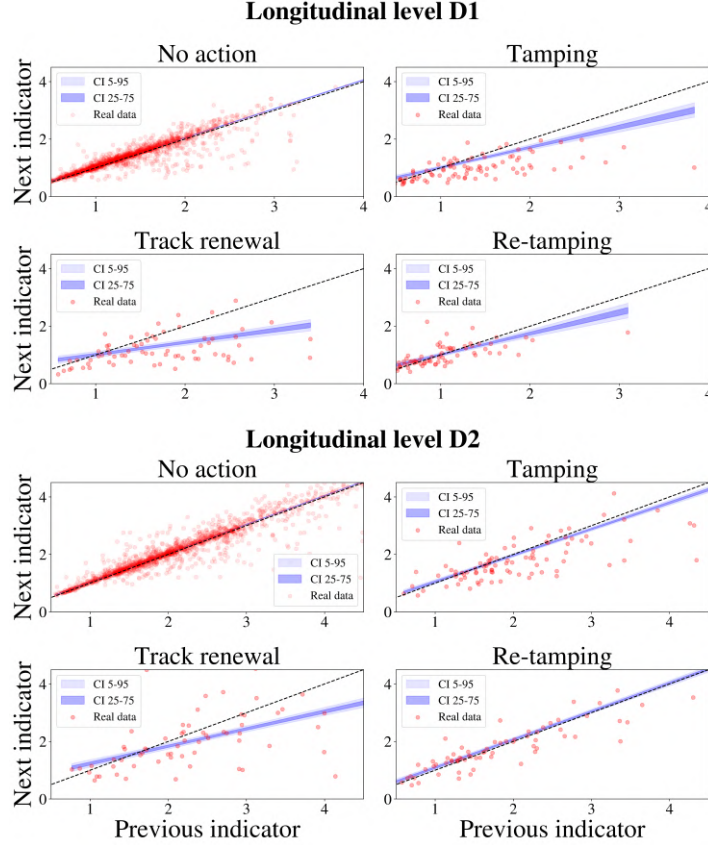 Longitudinal level D1
No action
Tamping
Next indicator
4
2
0
CI 5-95
CI 25-75
Real data
1
2
3
4
4
2
0
CI 5-95
CI 25-75
Real data
1
2
3
4
Track renewal
Re-tamping
Next indicator
4
2
0
CI 5-95
CI 25-75
Real data
1
2
3
4
4
2
0
CI 5-95
CI 25-75
Real data
1
2
3
4
Longitudinal level D2
No action
Tamping
Next indicator
4
2
0
CI 5-95
CI 25-75
Real data
1
2
3
4
4
2
0
CI 5-95
CI 25-75
Real data
1
2
3
4
Track renewal
Re-tamping
Next indicator
4
2
0
CI 5-95
CI 25-75
Real data
1
2
3
4
4
2
0
CI 5-95
CI 25-75
Real data
1
2
3
4
Previous indicator
Previous indicator